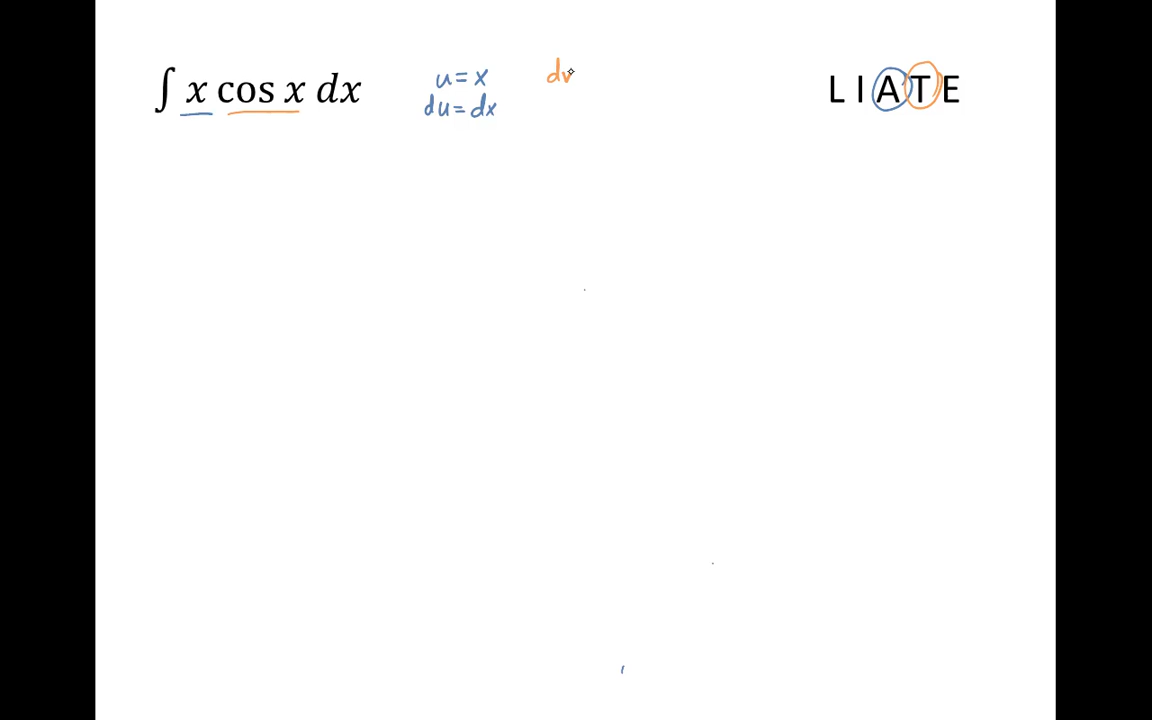 ∫ x cos x dx
u = x
du = dx
dv
L I A T E